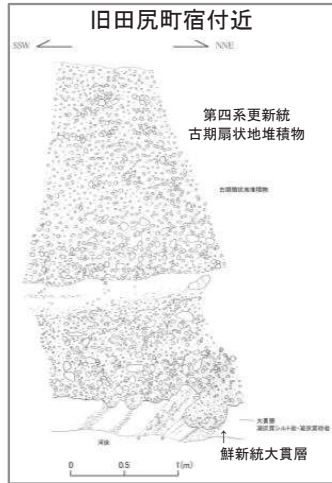 旧田尻町宿付近
SSW NNE
第四系更新統
古期扇状地堆積物
古期扇状地堆積物
大貫層
河床
鮮新統大貫層
0 0.5 1(m)